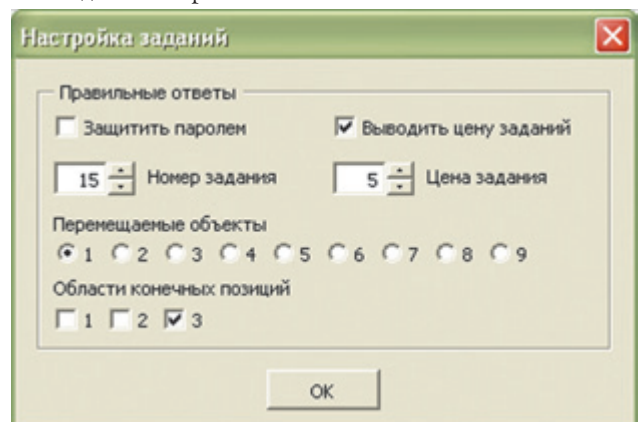 Настройка заданий
Правильные ответы
Защитить паролем Выводить цену заданий
15 Номер задания 5 Цена задания
Перемещаемые объекты
1 2 3 4 5 6 7 8 9
Области конечных позиций
1 2 3
OK